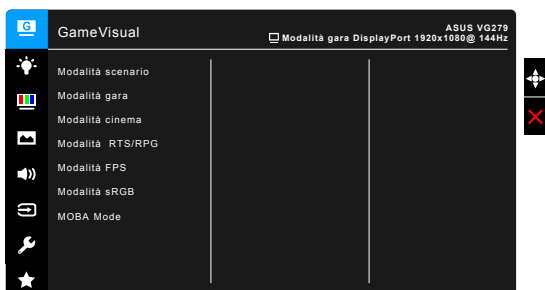 G
GameVisual
ASUS VG279
Modalità gara DisplayPort 1920x1080@ 144Hz
Modalità scenario
Modalità gara
Modalità cinema
Modalità RTS/RPG
Modalità FPS
Modalità sRGB
MOBA Mode